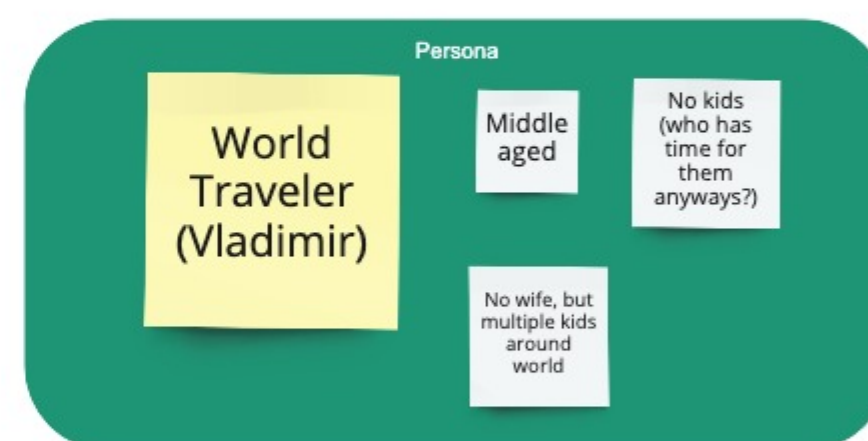 Persona
World
Traveler
(Vladimir)
Middle
aged
No kids
(who has
time for
them
anyways?)
No wife, but
multiple kids
around
world